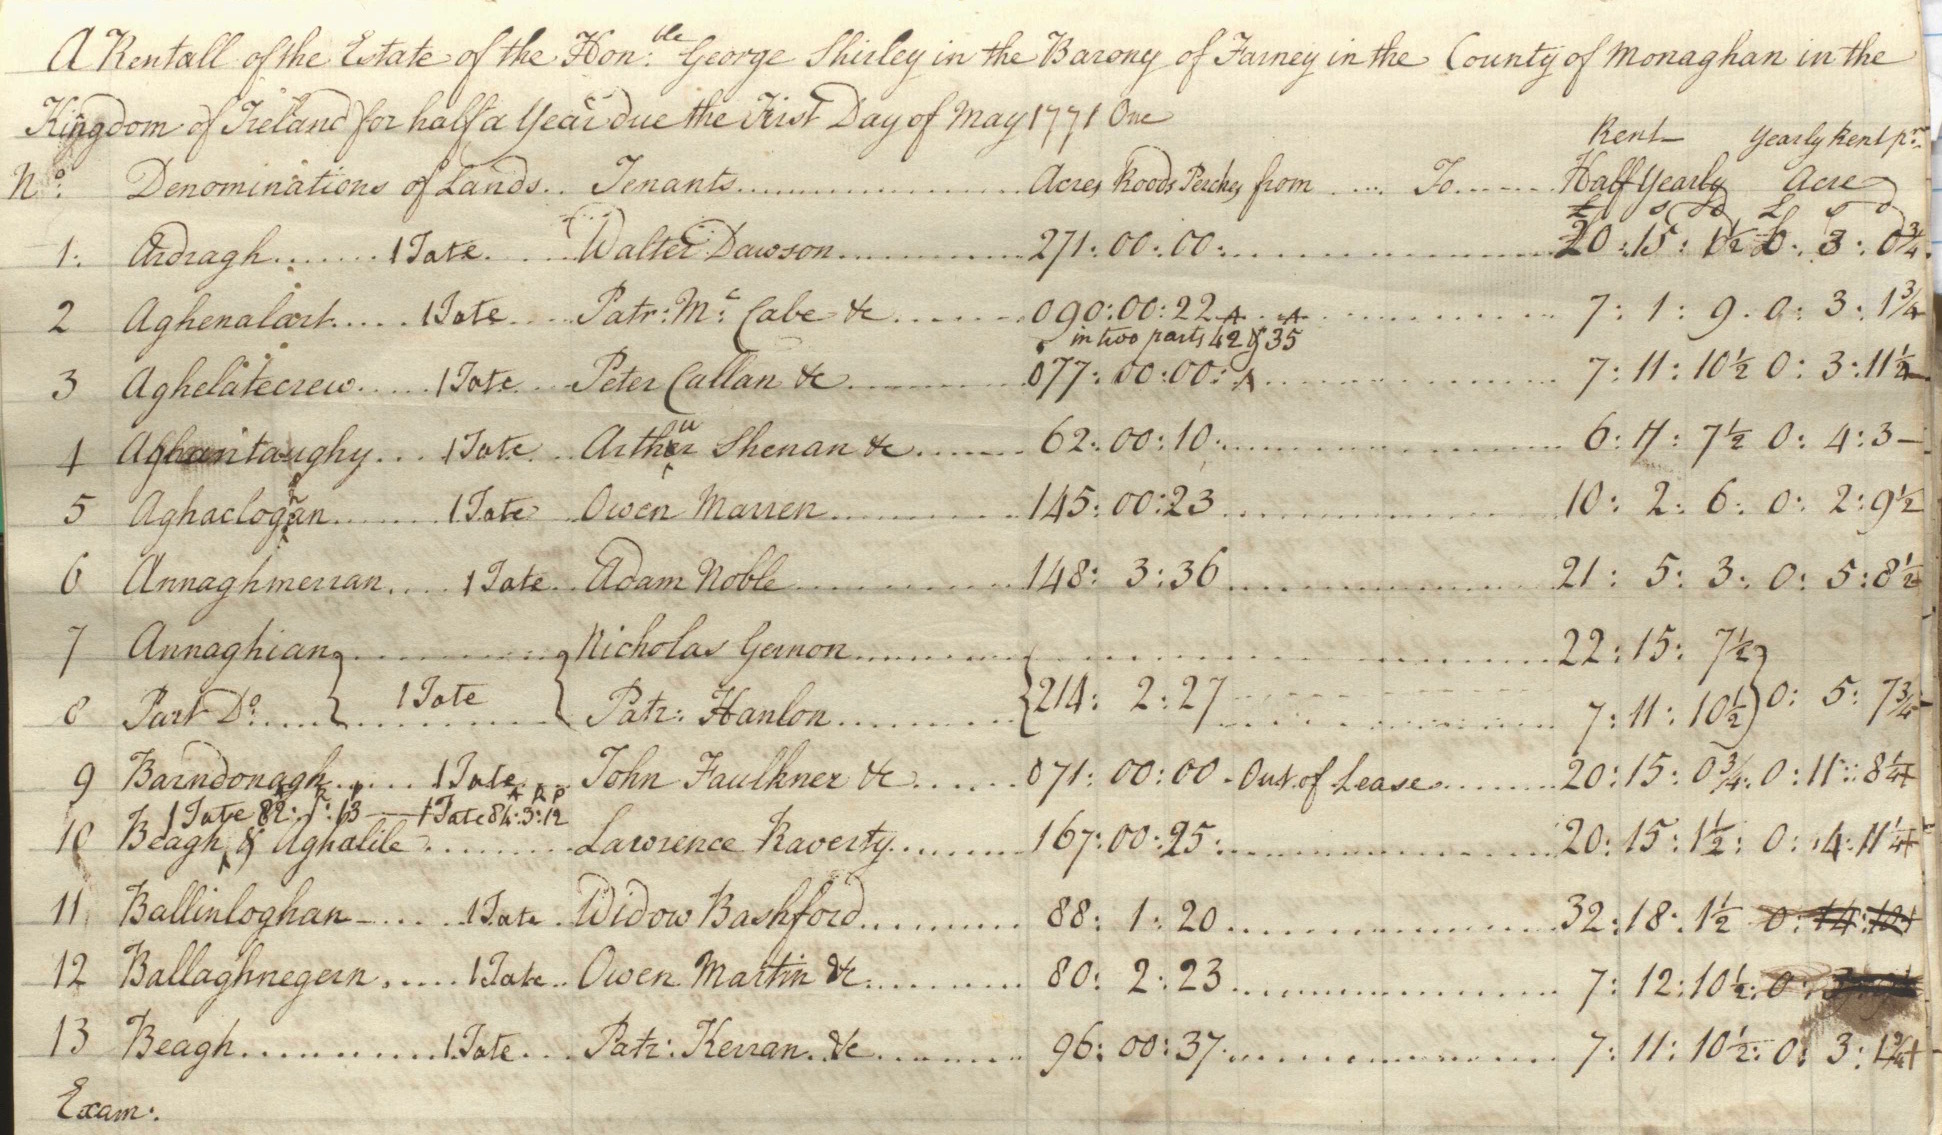 A Rentall of the Estate of the Hon:ble George Shirley in the Barony of Farney in the County of Monaghan in the
Kingdom of Ireland for half a Year due the First Day of May 1771 One
Rent Yearly Rent pr
No: Denominations of Lands.. Tenants.................... Acres Roods Perches from ..... To....... Half Yearly Acre
£ s d £ s d
1. Ardragh....... 1 Tate..... Walter Dawson............ 271:00:00:.............. 20:15:1½ 0:3:0¾
2 Aghenalart..... 1 Tate.... Patr: Mc: Cabe &c ....... 090:00:22.............. 7:1:9. 0:3:1¾
in two parts 42 & 35
3 Aghelatecrew..... 1 Tate... Peter Callan &c.......... 077:00:00: A............. 7:11:10½ 0:3:11½
4 taughy... 1 Tate... Arthur Shenan &c....... 62:00:10:.............. 6:11:7½ 0:4:3—
5 Aghaclogan....... 1 Tate Owen Marren............ 145:00:23............. 10:2:6: 0:2:9½
6 Annaghmerran.... 1 Tate.. Adam Noble............ 148:3:36.............. 21:5:3: 0:5:8½
7 Annaghian............. Nicholas Gernon........................ 22:15:7½
1 Tate 214:2:27 0:5:7¾
8 Part Do............. Patr: Hanlon........................ 7:11:10½
9 Barndonagh...... 1 Tate.... John Faulkner &c...... 071:00:00 - Out of Lease....... 20:15:0¾. 0:11:8¼
1 Tate 82:1:13 — 1 Tate 84:3:12
10 Beagh & Aghalile.......... Lawrence Raverty....... 167:00:25:.............. 20:15:1½: 0:4:11¼
11 Ballinloghan..... 1 Tate. Widow Bashford.......... 88:1:20.............. 32:18:1½ 0:14:
12 Ballaghnegern..... 1 Tate.. Owen Martin &c........... 80:2:23.............. 7:12:10½: 0:
13 Beagh........... 1 Tate... Patr: Kerran. &c......... 96:00:37.............. 7:11:10½: 0:3:1¾
Exam:.